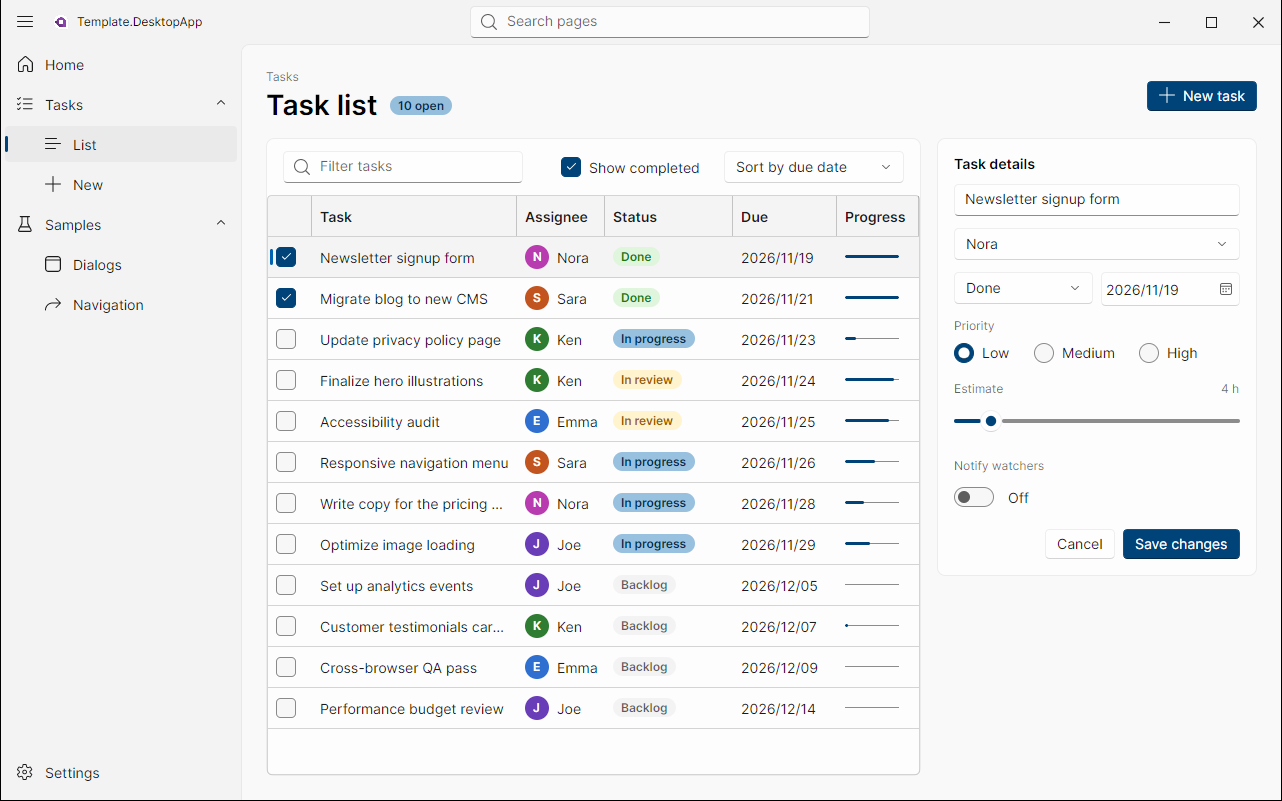 Template.DesktopApp
Search pages
Home
Tasks
List
New
Samples
Dialogs
Navigation
Settings
Tasks
Task list
10 open
New task
Filter tasks
Show completed
Sort by due date
Task Assignee Status Due Progress
Newsletter signup form N Nora Done 2026/11/19
Migrate blog to new CMS S Sara Done 2026/11/21
Update privacy policy page K Ken In progress 2026/11/23
Finalize hero illustrations K Ken In review 2026/11/24
Accessibility audit E Emma In review 2026/11/25
Responsive navigation menu S Sara In progress 2026/11/26
Write copy for the pricing ... N Nora In progress 2026/11/28
Optimize image loading J Joe In progress 2026/11/29
Set up analytics events J Joe Backlog 2026/12/05
Customer testimonials car... K Ken Backlog 2026/12/07
Cross-browser QA pass E Emma Backlog 2026/12/09
Performance budget review J Joe Backlog 2026/12/14
Task details
Newsletter signup form
Nora
Done 2026/11/19
Priority
Low Medium High
Estimate 4 h
Notify watchers
Off
Cancel Save changes